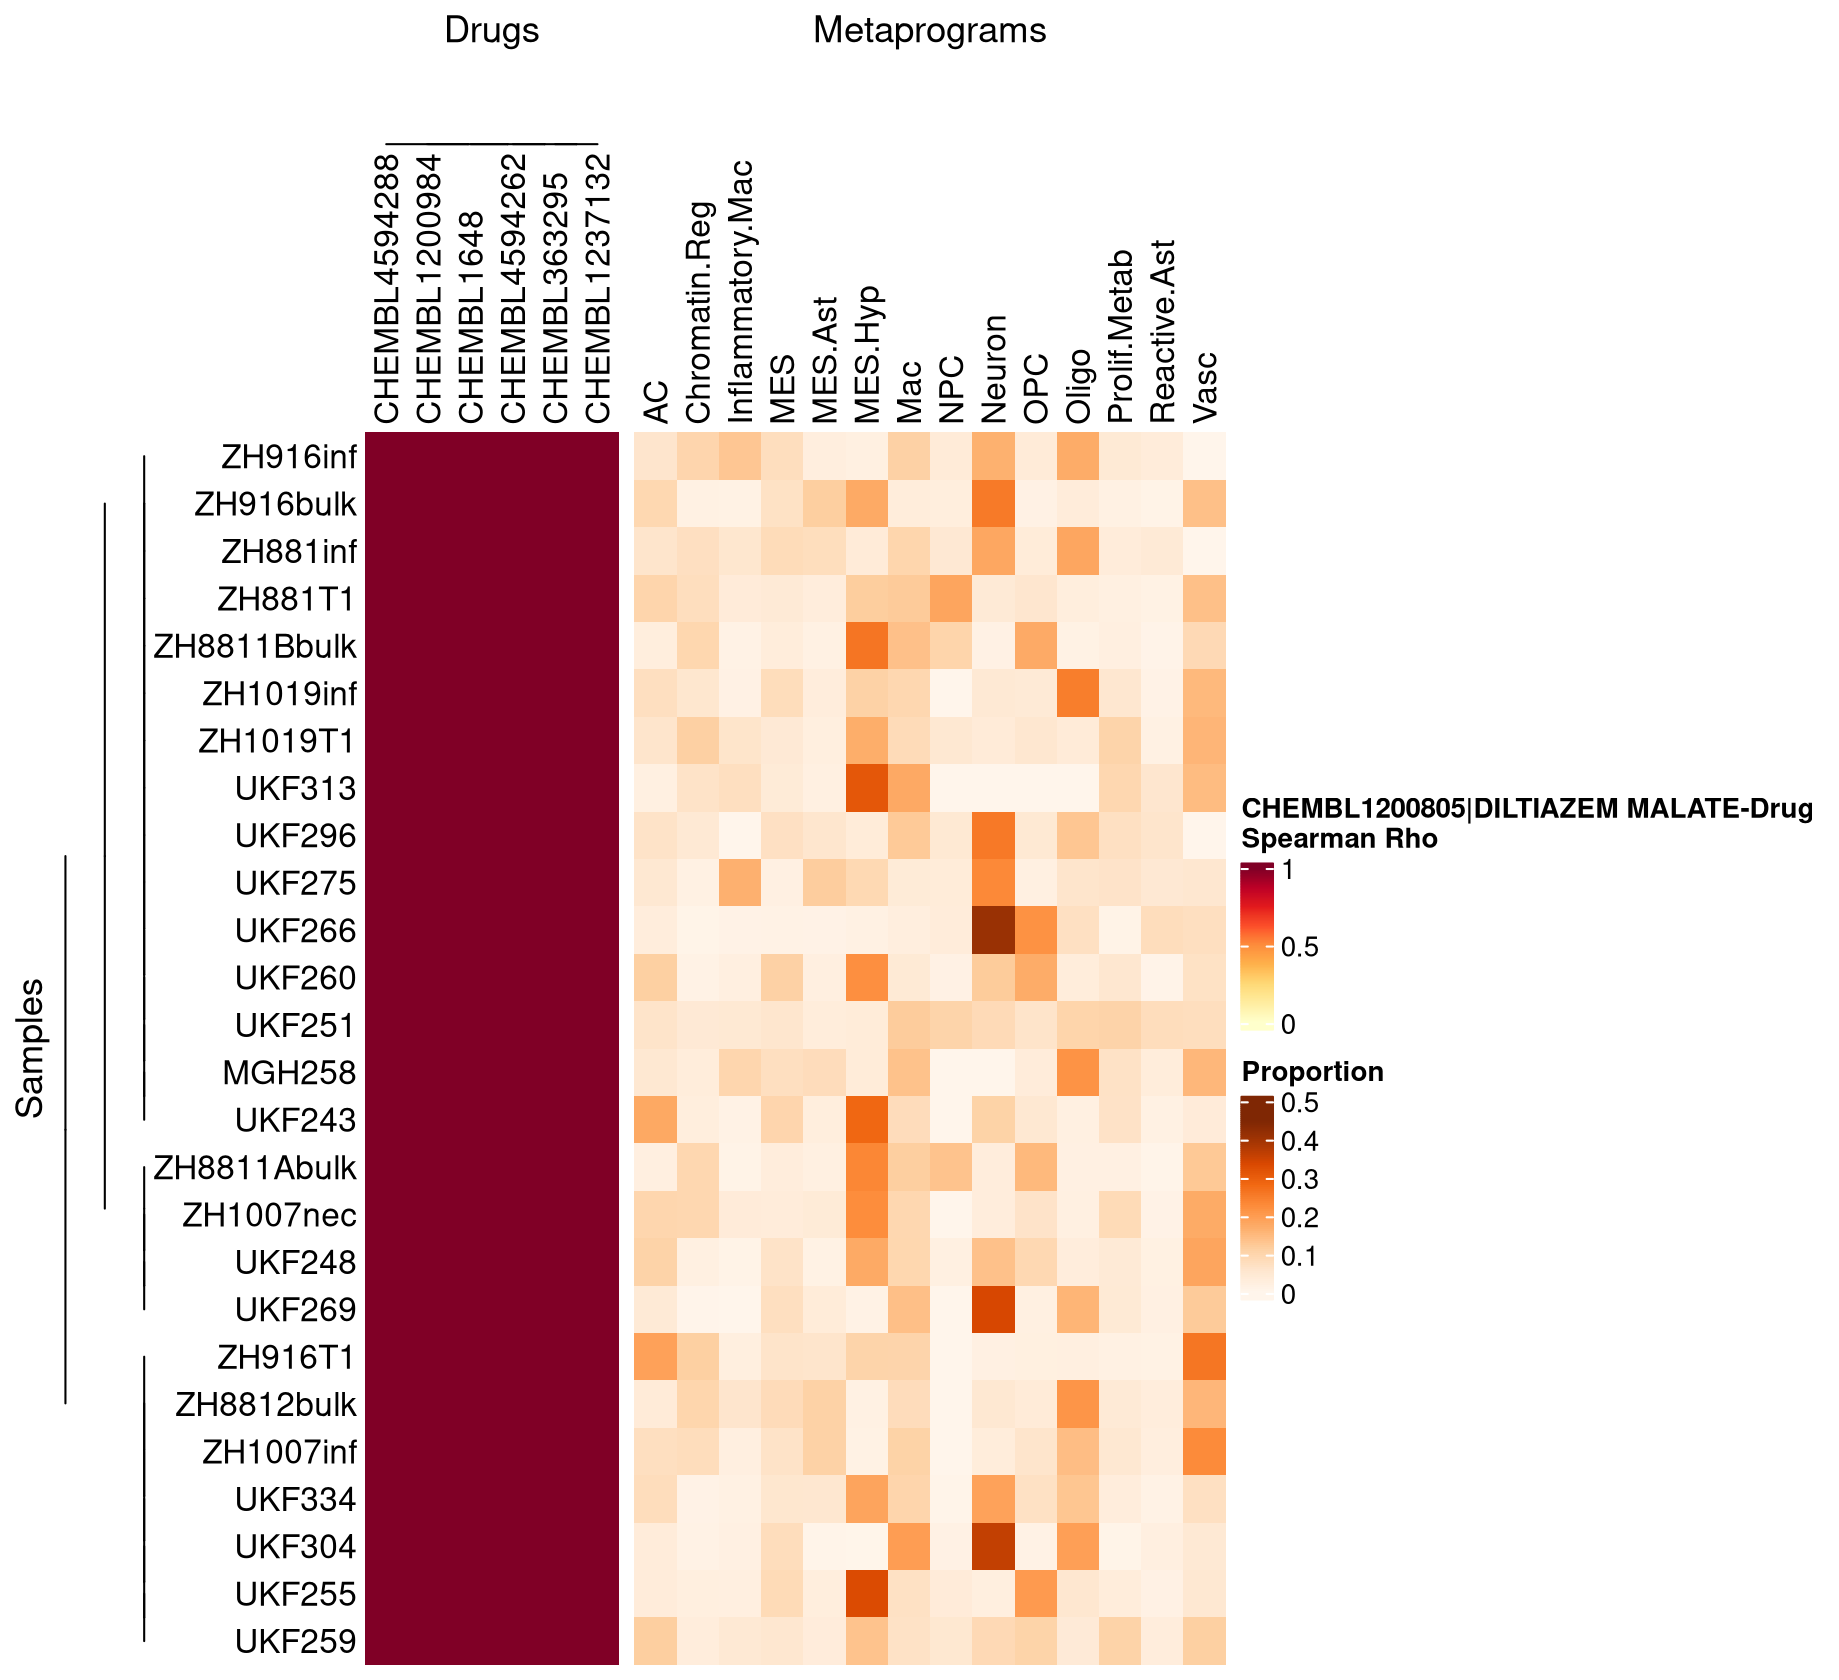 Drugs
Metaprograms
CHEMBL4594288
CHEMBL1200984
CHEMBL1648
CHEMBL4594262
CHEMBL363295
CHEMBL1237132
AC
Chromatin.Reg
Inflammatory.Mac
MES
MES.Ast
MES.Hyp
Mac
NPC
Neuron
OPC
Oligo
Prolif.Metab
Reactive.Ast
Vasc
Samples
ZH916inf
ZH916bulk
ZH881inf
ZH881T1
ZH8811Bbulk
ZH1019inf
ZH1019T1
UKF313
UKF296
UKF275
UKF266
UKF260
UKF251
MGH258
UKF243
ZH8811Abulk
ZH1007nec
UKF248
UKF269
ZH916T1
ZH8812bulk
ZH1007inf
UKF334
UKF304
UKF255
UKF259
CHEMBL1200805|DILTIAZEM MALATE-Drug
Spearman Rho
1
0.5
0
Proportion
0.5
0.4
0.3
0.2
0.1
0